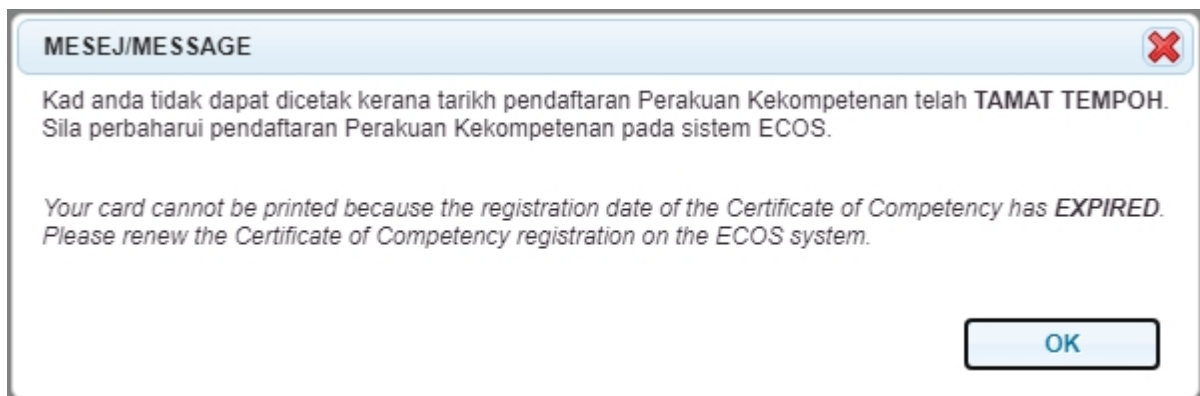 MESEJ/MESSAGE
Kad anda tidak dapat dicetak kerana tarikh pendaftaran Perakuan Kekompetenan telah TAMAT TEMPOH.
Sila perbaharui pendaftaran Perakuan Kekompetenan pada sistem ECOS.
Your card cannot be printed because the registration date of the Certificate of Competency has EXPIRED.
Please renew the Certificate of Competency registration on the ECOS system.
OK